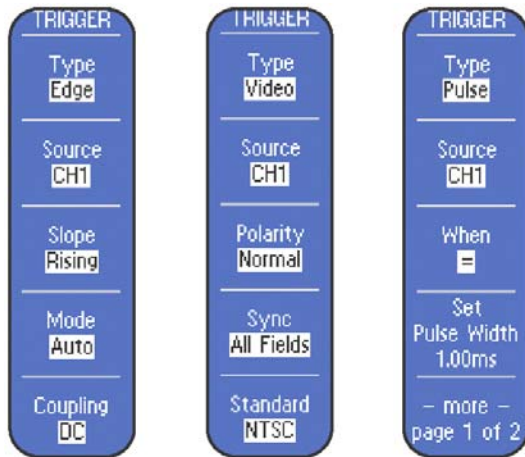 TRIGGER
Type
Edge
Source
CH1
Slope
Rising
Mode
Auto
Coupling
DC
TRIGGER
Type
Video
Source
CH1
Polarity
Normal
Sync
All Fields
Standard
NTSC
TRIGGER
Type
Pulse
Source
CH1
When
=
Set
Pulse Width
1.00ms
– more –
page 1 of 2